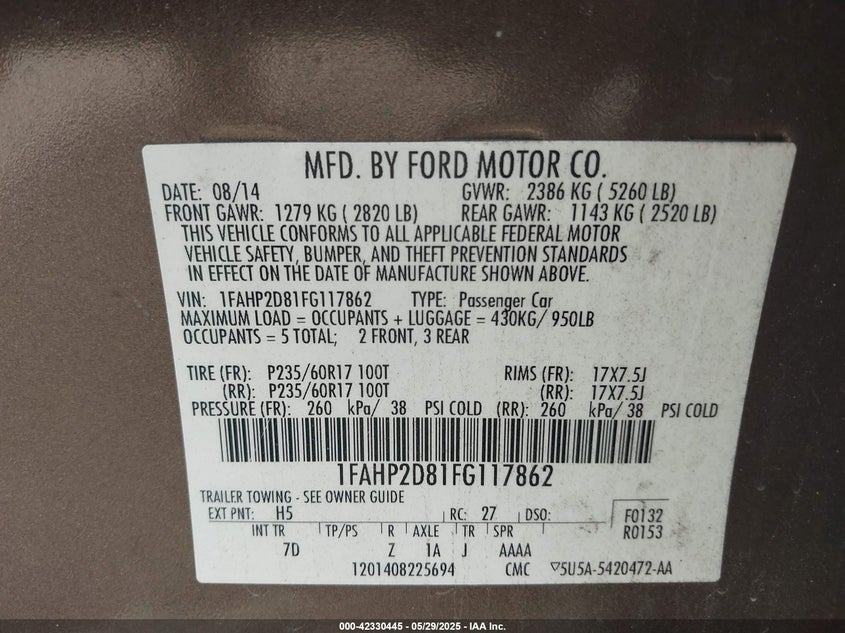 MFD. BY FORD MOTOR CO.
DATE: 08/14 GVWR: 2386 KG ( 5260 LB)
FRONT GAWR: 1279 KG ( 2820 LB) REAR GAWR: 1143 KG ( 2520 LB)
THIS VEHICLE CONFORMS TO ALL APPLICABLE FEDERAL MOTOR
VEHICLE SAFETY, BUMPER, AND THEFT PREVENTION STANDARDS
IN EFFECT ON THE DATE OF MANUFACTURE SHOWN ABOVE.
VIN: 1FAHP2D81FG117862 TYPE: Passenger Car
MAXIMUM LOAD = OCCUPANTS + LUGGAGE = 430KG/ 950LB
OCCUPANTS = 5 TOTAL; 2 FRONT, 3 REAR
TIRE (FR): P235/60R17 100T RIMS (FR): 17X7.5J
(RR): P235/60R17 100T (RR): 17X7.5J
PRESSURE (FR): 260 kPa/ 38 PSI COLD (RR): 260 kPa/ 38 PSI COLD
1FAHP2D81FG117862
TRAILER TOWING - SEE OWNER GUIDE
EXT PNT: H5 RC: 27 DSO: F0132
R0153
INT TR TP/PS R AXLE TR SPR
7D Z 1A J AAAA
1201408225694 CMC ▽5U5A-5420472-AA
000-42330445 - 05/29/2025 - IAA Inc.